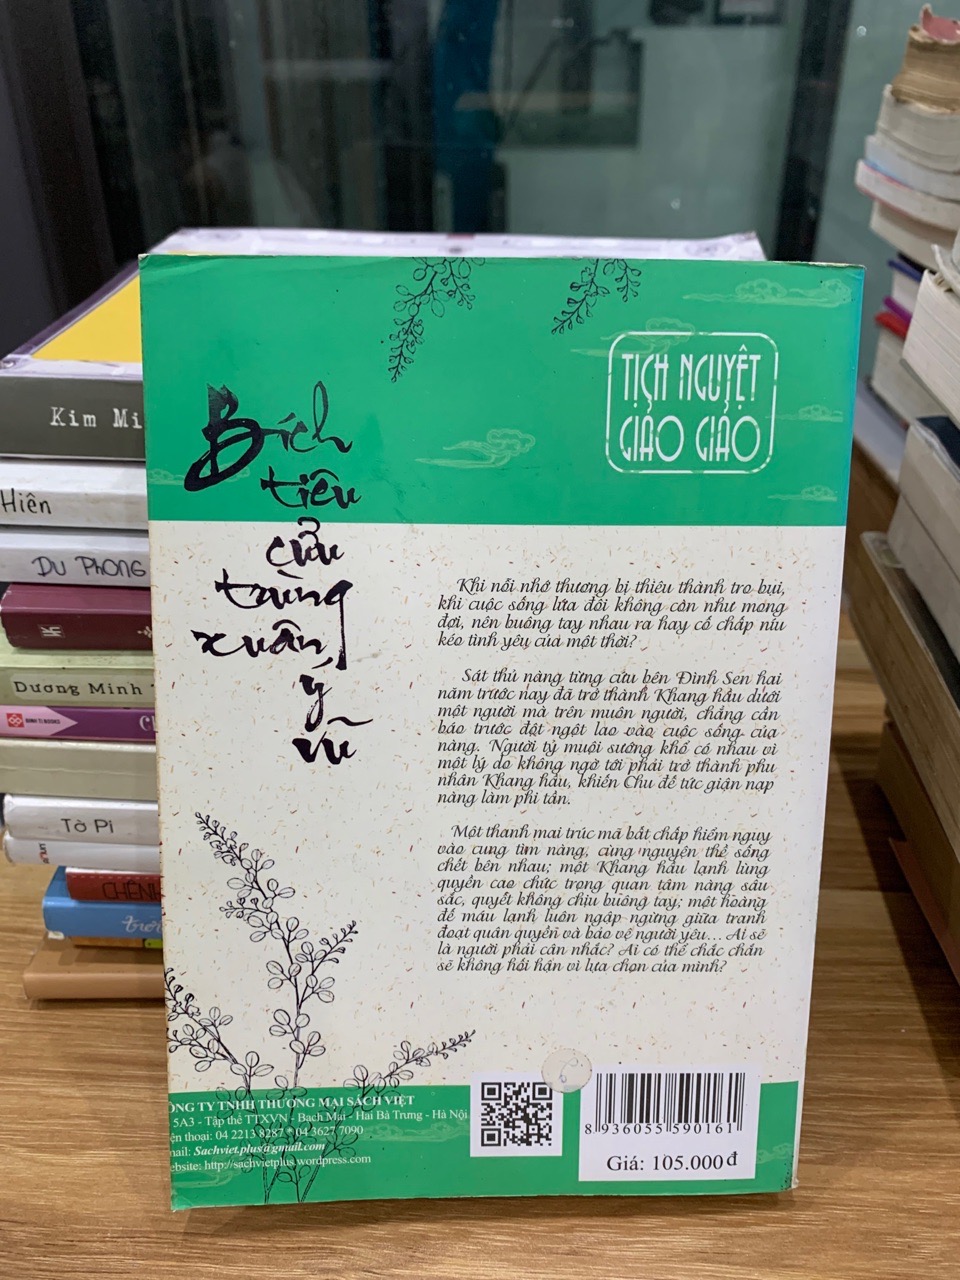 TỊCH NGUYỆT
GIẢO GIẢO
Bích
tiêu
cửu
trùng
xuân
ý
vũ
Khi nỗi nhớ thương bị thiêu thành tro bụi,
khi cuộc sống lứa đôi không còn như mong
đợi, nên buông tay nhau ra hay cố chấp níu
kéo tình yêu của một thời?
Sát thủ nàng từng cứu bên Đình Sen hai
năm trước nay đã trở thành Khang hầu dưới
một người mà trên muôn người, chẳng cần
báo trước đột ngột lao vào cuộc sống của
nàng. Người tỷ muội sướng khổ có nhau vì
một lý do không ngờ tới phải trở thành phu
nhân Khang hầu, khiến Chu đế tức giận nạp
nàng làm phi tần.
Một thanh mai trúc mã bất chấp hiểm nguy
vào cung tìm nàng, cùng nguyện thề sống
chết bên nhau; một Khang hầu lạnh lùng
quyền cao chức trọng quan tâm nàng sâu
sắc, quyết không chịu buông tay; một hoàng
đế máu lạnh luôn ngập ngừng giữa tranh
đoạt quân quyền và bảo vệ người yêu... Ai sẽ
là người phải cân nhắc? Ai có thể chắc chắn
sẽ không hối hận vì lựa chọn của mình?
ÔNG TY TNHH THƯƠNG MẠI SÁCH VIỆT
5A3 - Tập thể TTXVN - Bạch Mai - Hai Bà Trưng - Hà Nội
ện thoại: 04 2213 8287 * 04 3627 7090
mail: Sachviet.plus@gmail.com
ebsite: http://sachvietplus.wordpress.com
8 936055 590161
Giá: 105.000đ
Kim Mi
Hiên
DU PHONG
Dương Minh
ĐINH TỊ BOOKS
Tờ Pi
CHÊNH